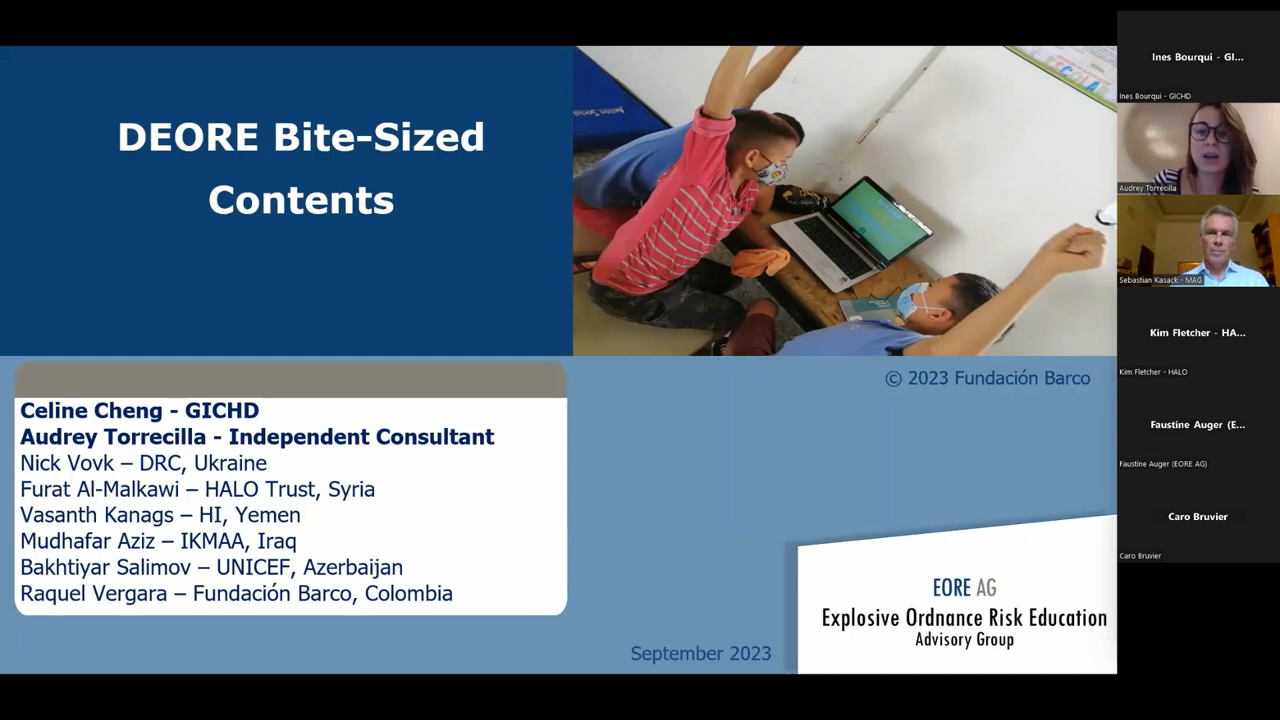 DEORE Bite-Sized
Contents
ESCOLA
© 2023 Fundación Barco
Celine Cheng - GICHD
Audrey Torrecilla - Independent Consultant
Nick Vovk – DRC, Ukraine
Furat Al-Malkawi – HALO Trust, Syria
Vasanth Kanags – HI, Yemen
Mudhafar Aziz – IKMAA, Iraq
Bakhtiyar Salimov – UNICEF, Azerbaijan
Raquel Vergara – Fundación Barco, Colombia
September 2023
EORE AG
Explosive Ordnance Risk Education
Advisory Group
Ines Bourqui - GI...
Ines Bourqui - GICHD
Audrey Torrecilla
Sebastian Kasack - MAG
Kim Fletcher - HA...
Kim Fletcher - HALO
Faustine Auger (E...
Faustine Auger (EORE AG)
Caro Bruvier
Caro Bruvier